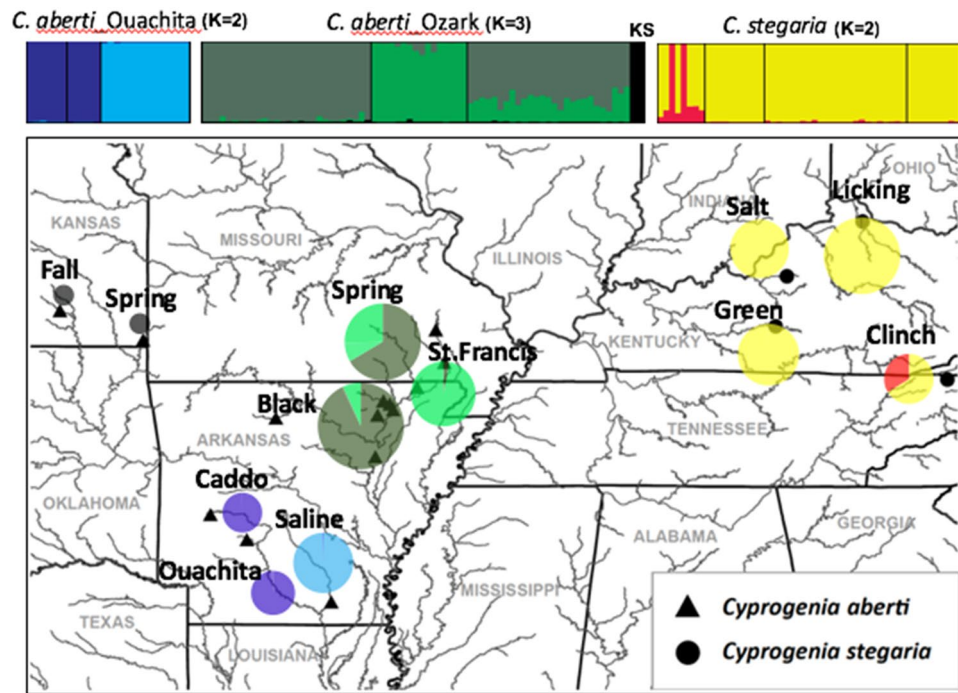 C. aberti_Ouachita (K=2)
C. aberti_Ozark (K=3)
KS
C. stegaria (K=2)
OHIO
Licking
INDIANA
Salt
KANSAS
MISSOURI
ILLINOIS
Fall
Spring
Spring
Green
KENTUCKY
Clinch
St.Francis
Black
ARKANSAS
TENNESSEE
Caddo
OKLAHOMA
Saline
ALABAMA
GEORGIA
Ouachita
MISSISSIPPI
TEXAS
LOUISIANA
Cyprogenia aberti
Cyprogenia stegaria